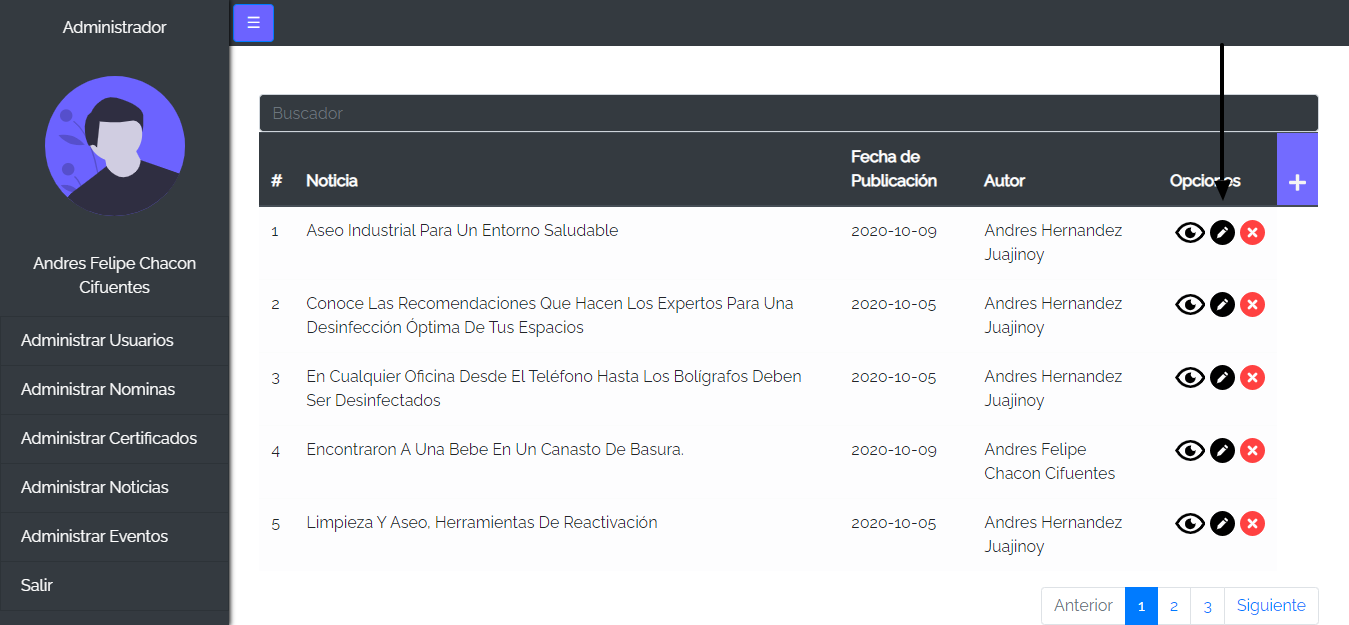 Administrador
Andres Felipe Chacon
Cifuentes
Administrar Usuarios
Administrar Nominas
Administrar Certificados
Administrar Noticias
Administrar Eventos
Salir
Buscador
# Noticia Fecha de Publicación Autor Opciones +
1 Aseo Industrial Para Un Entorno Saludable 2020-10-09 Andres Hernandez
Juajinoy
2 Conoce Las Recomendaciones Que Hacen Los Expertos Para Una 2020-10-05 Andres Hernandez
Desinfección Óptima De Tus Espacios Juajinoy
3 En Cualquier Oficina Desde El Teléfono Hasta Los Bolígrafos Deben 2020-10-05 Andres Hernandez
Ser Desinfectados Juajinoy
4 Encontraron A Una Bebe En Un Canasto De Basura. 2020-10-09 Andres Felipe
Chacon Cifuentes
5 Limpieza Y Aseo, Herramientas De Reactivación 2020-10-05 Andres Hernandez
Juajinoy
Anterior 1 2 3 Siguiente